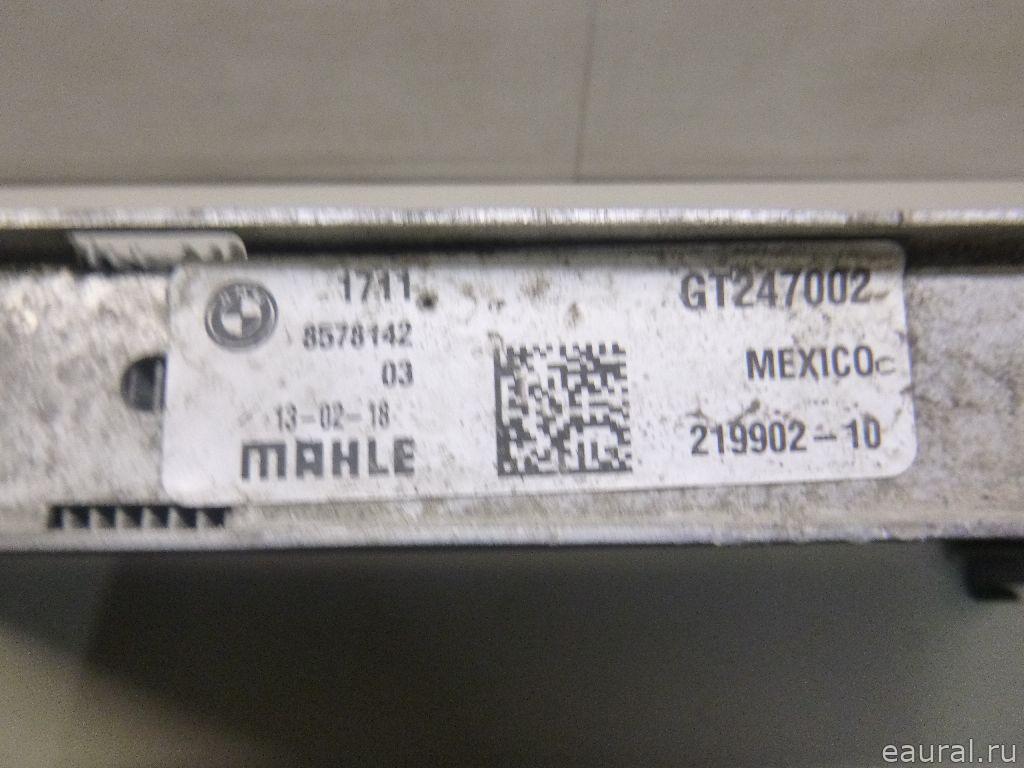 1711
8578142
03
13-02-18
MAHLE
GT247002
MEXICO
219902-10
eaural.ru